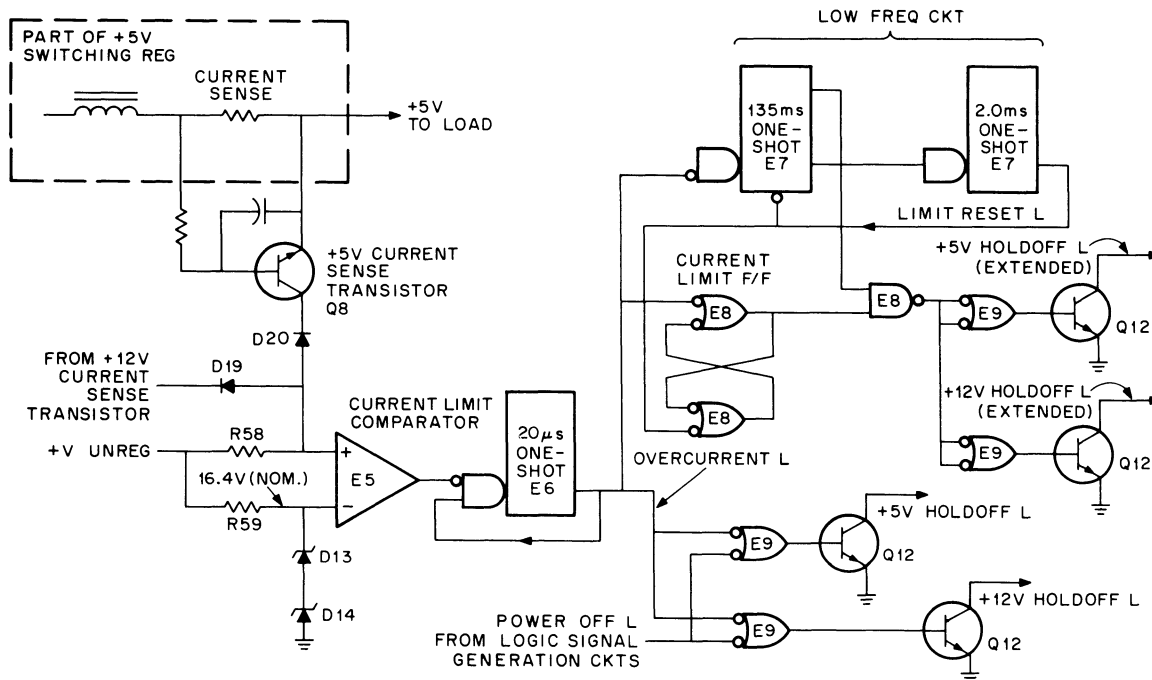 LOW FREQ CKT
PART OF +5V
SWITCHING REG
CURRENT
SENSE
+5V
TO LOAD
135ms
ONE-
SHOT
E7
2.0ms
ONE-
SHOT
E7
LIMIT RESET L
+5V CURRENT
SENSE
TRANSISTOR
Q8
CURRENT
LIMIT F/F
+5V HOLDOFF L
(EXTENDED)
E8
E8
E9
Q12
D20
FROM +12V
CURRENT
SENSE
TRANSISTOR
D19
+12V HOLDOFF L
(EXTENDED)
E8
E9
Q12
CURRENT LIMIT
COMPARATOR
20µs
ONE-
SHOT
E6
+V UNREG
R58
16.4V(NOM.)
R59
+
E5
−
OVERCURRENT L
+5V HOLDOFF L
E9
Q12
D13
D14
+12V HOLDOFF L
POWER OFF L
FROM LOGIC SIGNAL
GENERATION CKTS
E9
Q12